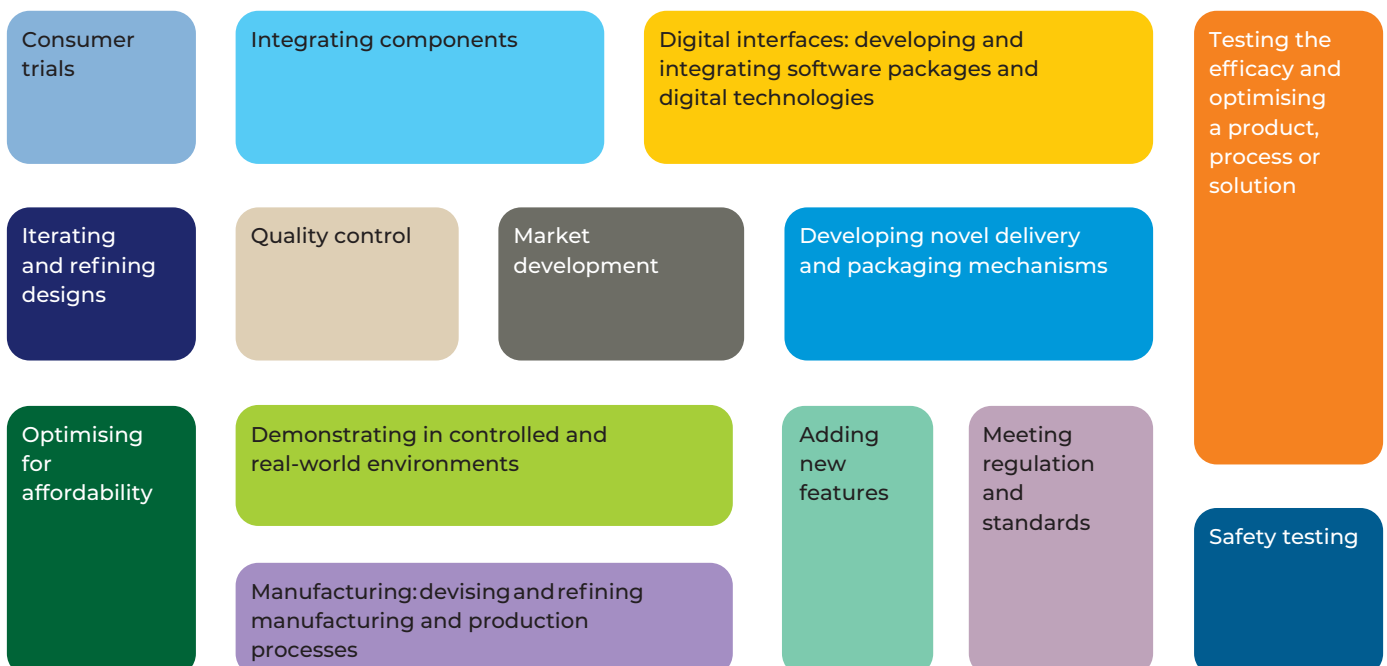 Consumer
trials
Integrating components
Digital interfaces: developing and
integrating software packages and
digital technologies
Testing the
efficacy and
optimising
a product,
process or
solution
Iterating
and refining
designs
Quality control
Market
development
Developing novel delivery
and packaging mechanisms
Optimising
for
affordability
Demonstrating in controlled and
real-world environments
Adding
new
features
Meeting
regulation
and
standards
Safety testing
Manufacturing: devising and refining
manufacturing and production
processes